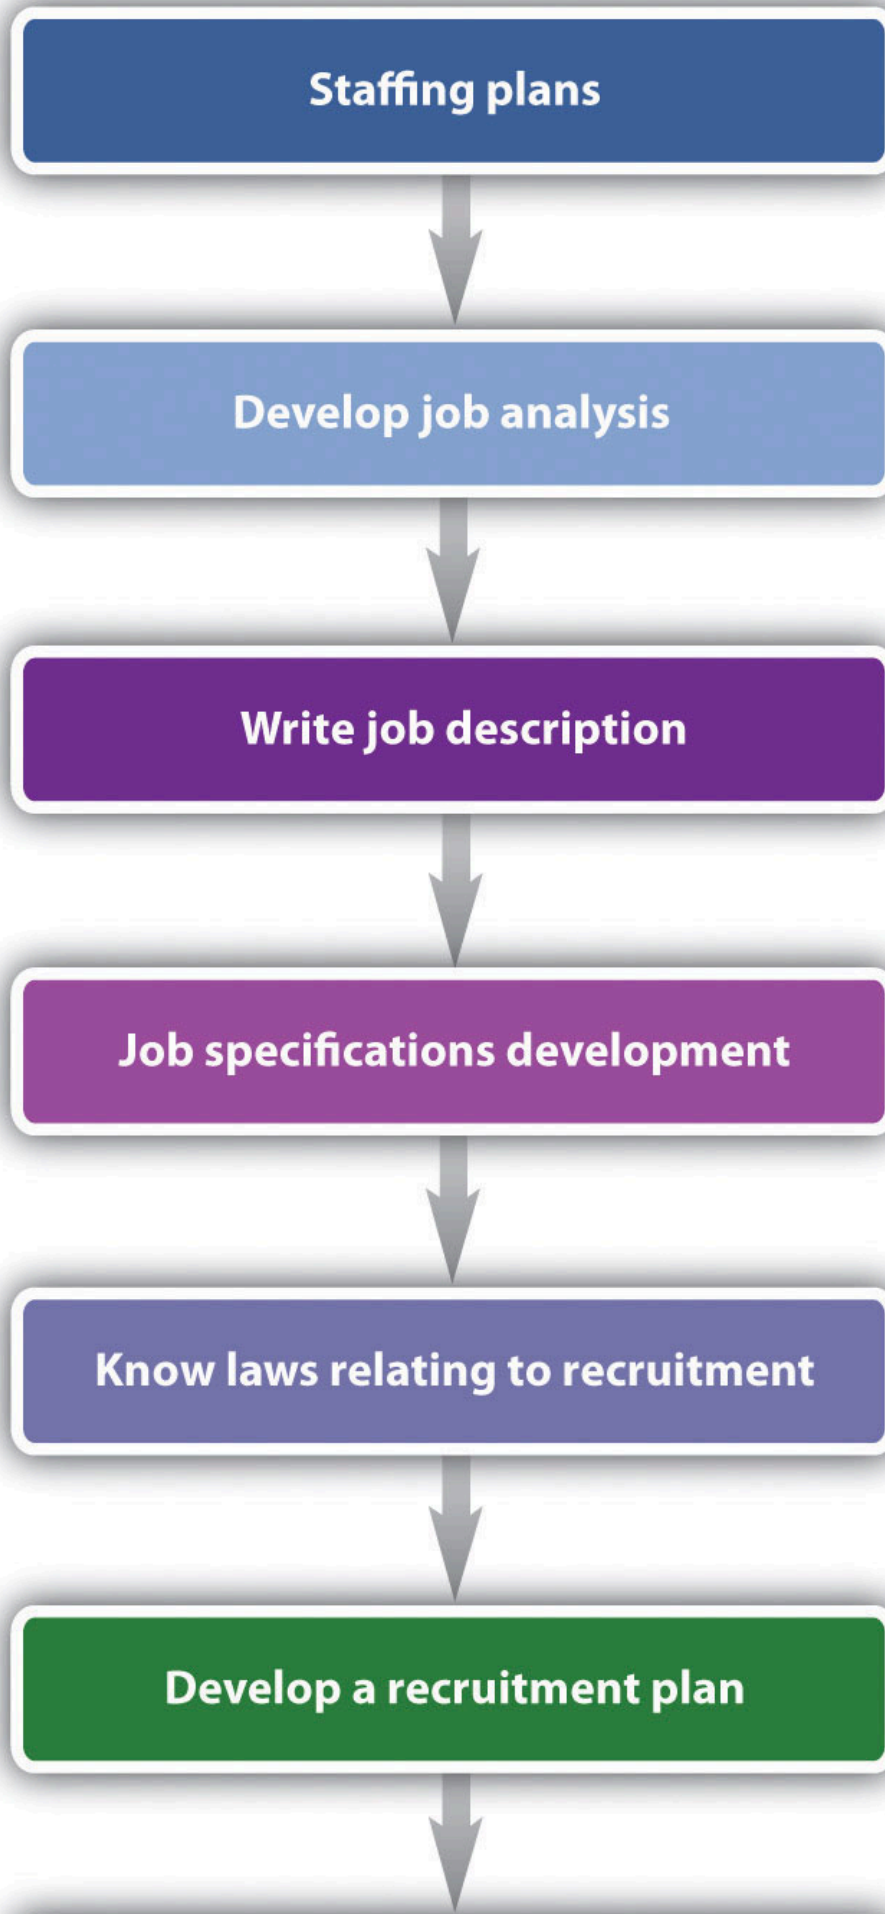 Staffing plans
Develop job analysis
Write job description
Job specifications development
Know laws relating to recruitment
Develop a recruitment plan